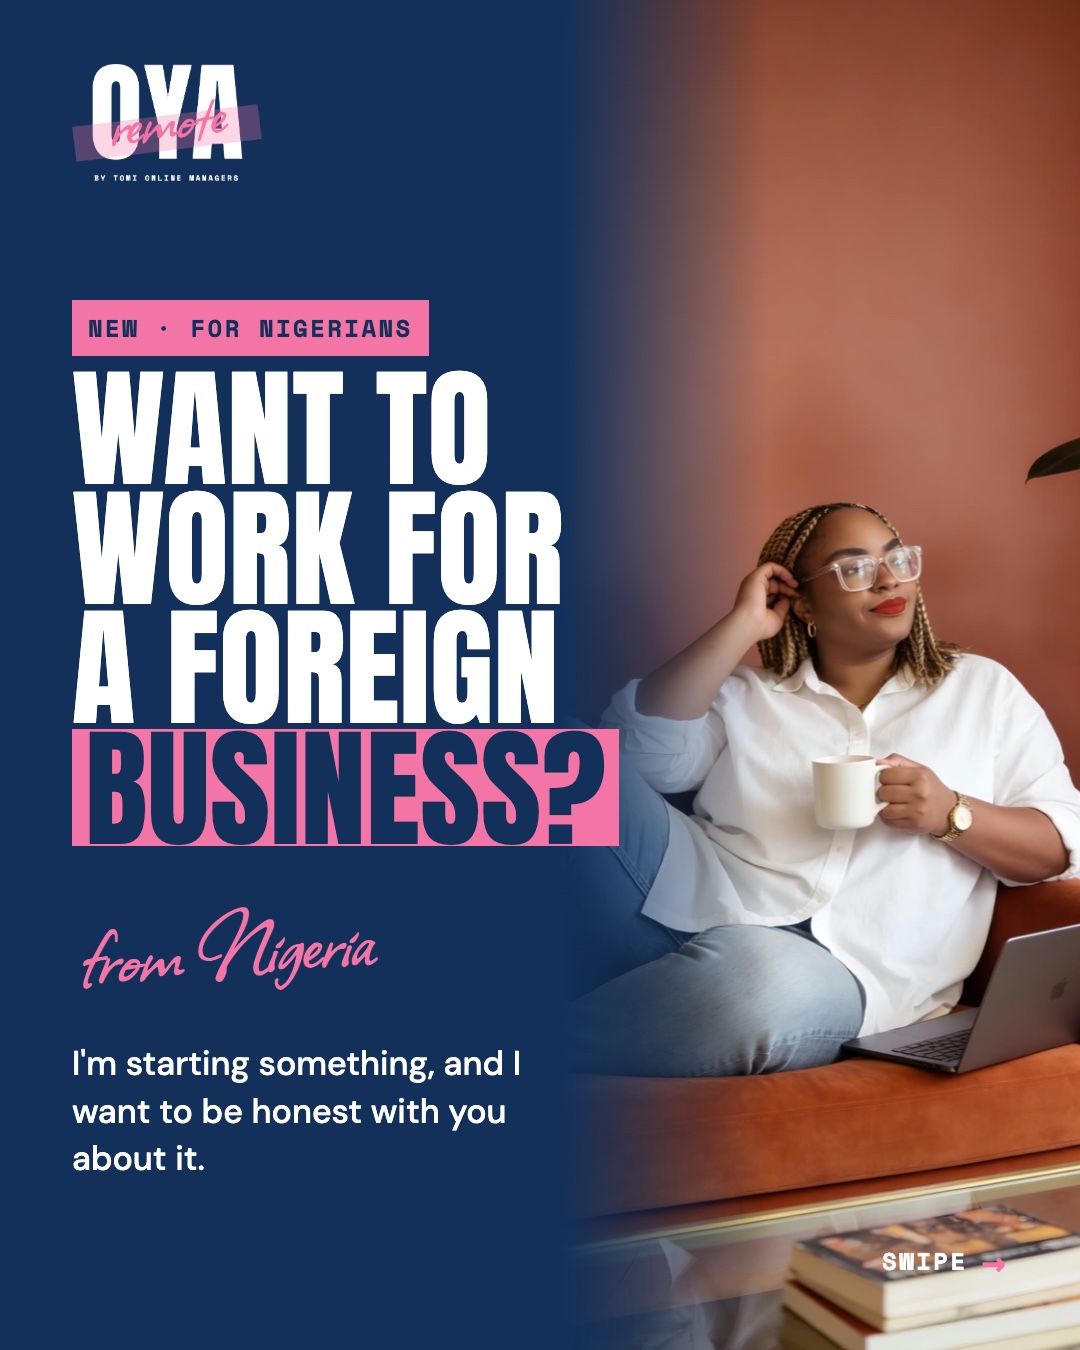 OYA
remote
BY TOMI ONLINE MANAGERS
NEW · FOR NIGERIANS
WANT TO
WORK FOR
A FOREIGN
BUSINESS?
from Nigeria
I'm starting something, and I
want to be honest with you
about it.
SWIPE →